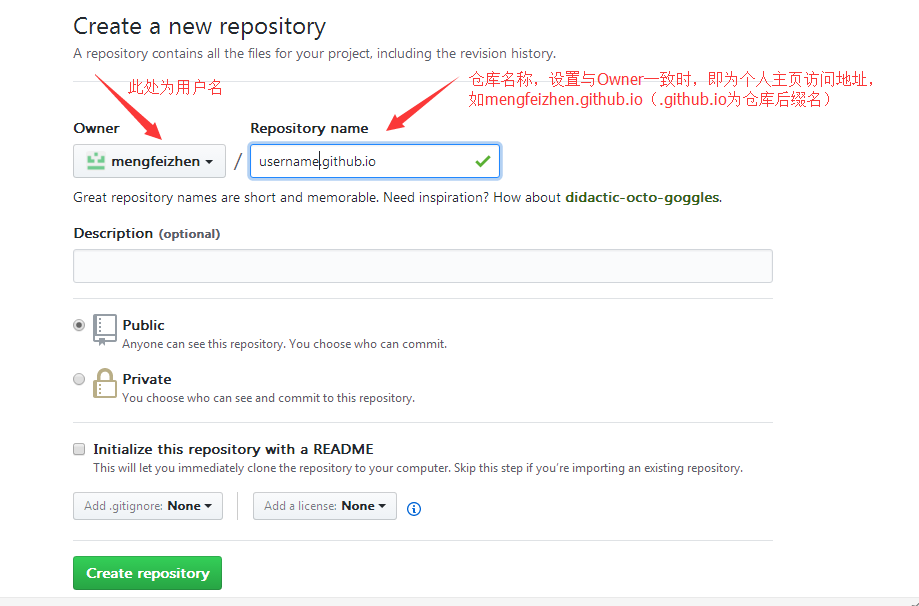 Create a new repository
A repository contains all the files for your project, including the revision history.
此处为用户名
仓库名称，设置与Owner一致时，即为个人主页访问地址，
如mengfeizhen.github.io（.github.io为仓库后缀名）
Owner
Repository name
mengfeizhen
/
username.github.io
Great repository names are short and memorable. Need inspiration? How about didactic-octo-goggles.
Description (optional)
Public
Anyone can see this repository. You choose who can commit.
Private
You choose who can see and commit to this repository.
Initialize this repository with a README
This will let you immediately clone the repository to your computer. Skip this step if you’re importing an existing repository.
Add .gitignore: None
Add a license: None
Create repository